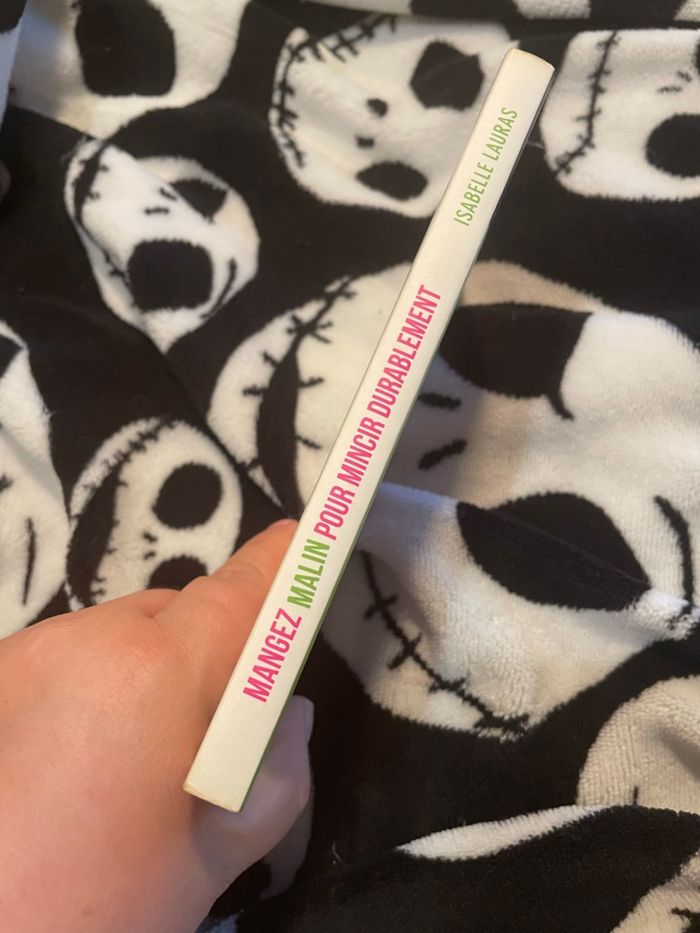 MANGEZ MALIN POUR MINCIR DURABLEMENT
ISABELLE LAURAS